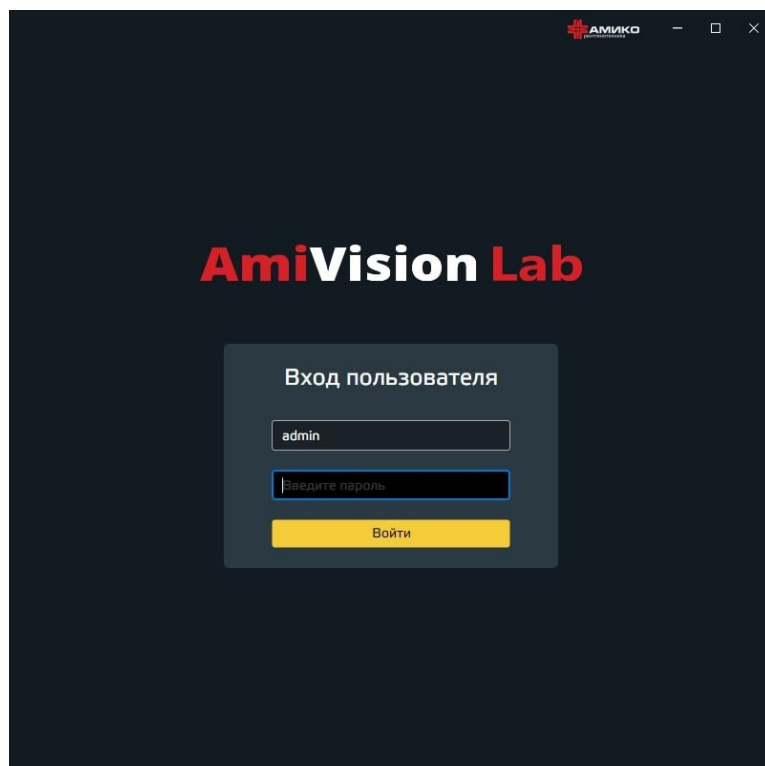 АМИКО
AmiVision Lab
Вход пользователя
admin
Введите пароль
Войти